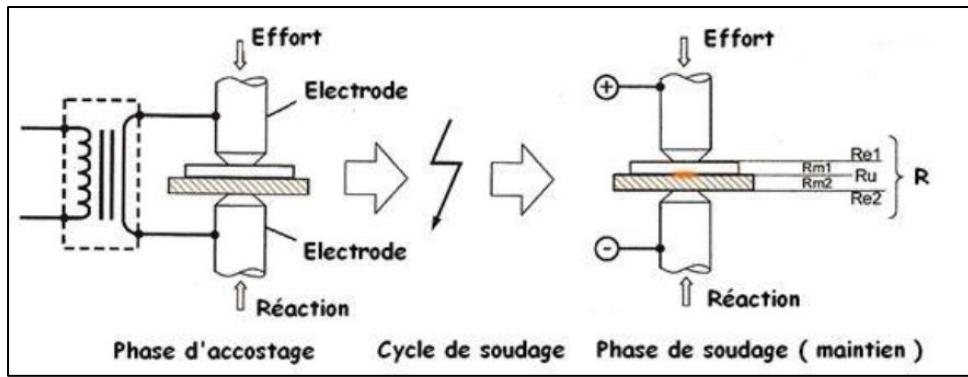 Effort
Electrode
Electrode
Réaction
Phase d'accostage
Cycle de soudage
Effort
+
Re1
Rm1
Ru
Rm2
Re2
R
-
Réaction
Phase de soudage ( maintien )